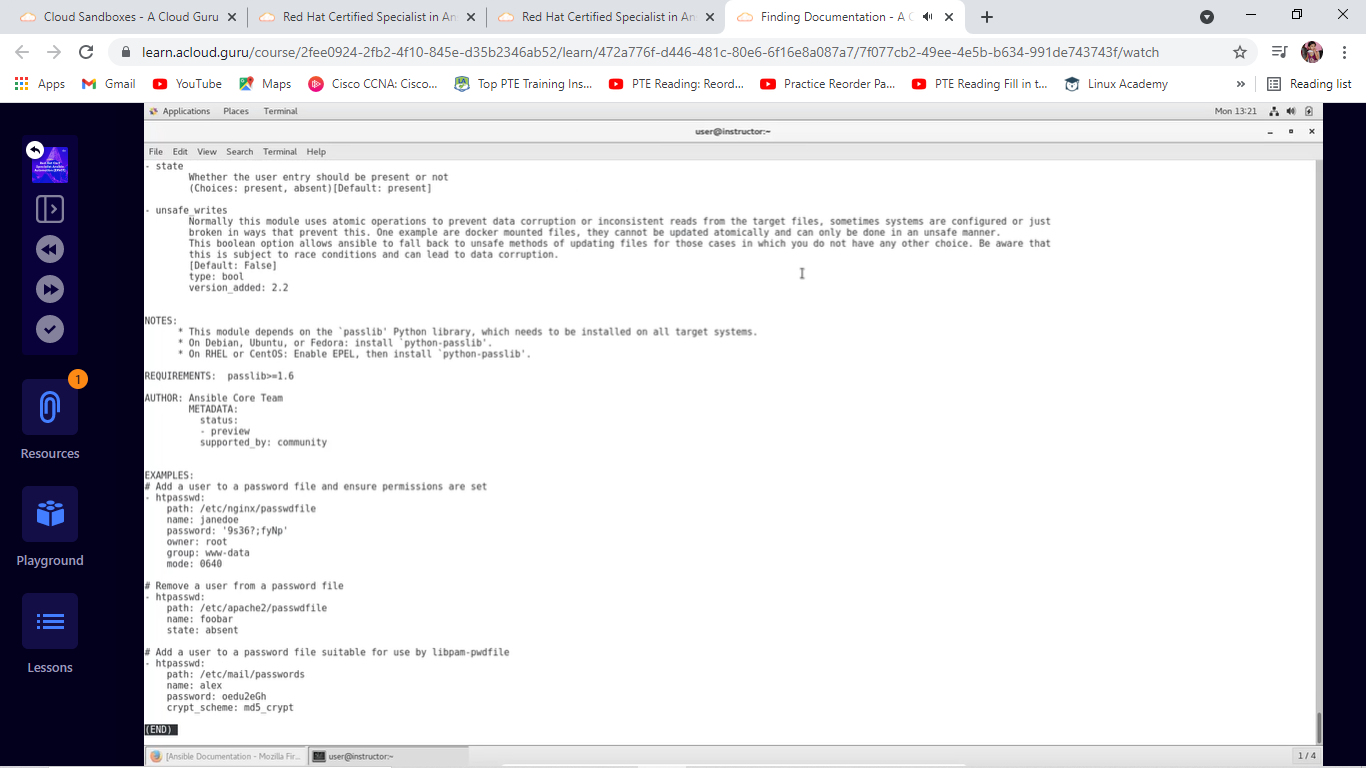 Cloud Sandboxes - A Cloud Guru
Red Hat Certified Specialist in An
Red Hat Certified Specialist in An
Finding Documentation - A C
learn.acloud.guru/course/2fee0924-2fb2-4f10-845e-d35b2346ab52/learn/472a776f-d446-481c-80e6-6f16e8a087a7/7f077cb2-49ee-4e5b-b634-991de743743f/watch
Apps
Gmail
YouTube
Maps
Cisco CCNA: Cisco...
Top PTE Training Ins...
PTE Reading: Reord...
Practice Reorder Pa...
PTE Reading Fill in t...
Linux Academy
»
Reading list
Applications Places Terminal
Mon 13:21
user@instructor:~
File Edit View Search Terminal Help
- state
Whether the user entry should be present or not
(Choices: present, absent)[Default: present]
- unsafe_writes
Normally this module uses atomic operations to prevent data corruption or inconsistent reads from the target files, sometimes systems are configured or just
broken in ways that prevent this. One example are docker mounted files, they cannot be updated atomically and can only be done in an unsafe manner.
This boolean option allows ansible to fall back to unsafe methods of updating files for those cases in which you do not have any other choice. Be aware that
this is subject to race conditions and can lead to data corruption.
[Default: False]
type: bool
version_added: 2.2
NOTES:
* This module depends on the `passlib' Python library, which needs to be installed on all target systems.
* On Debian, Ubuntu, or Fedora: install `python-passlib'.
* On RHEL or CentOS: Enable EPEL, then install `python-passlib'.
REQUIREMENTS: passlib>=1.6
AUTHOR: Ansible Core Team
METADATA:
status:
- preview
supported_by: community
EXAMPLES:
# Add a user to a password file and ensure permissions are set
- htpasswd:
path: /etc/nginx/passwdfile
name: janedoe
password: '9s36?;fyNp'
owner: root
group: www-data
mode: 0640
# Remove a user from a password file
- htpasswd:
path: /etc/apache2/passwdfile
name: foobar
state: absent
# Add a user to a password file suitable for use by libpam-pwdfile
- htpasswd:
path: /etc/mail/passwords
name: alex
password: oedu2eGh
crypt_scheme: md5_crypt
(END)
[Ansible Documentation - Mozilla Fir...
user@instructor:~
1 / 4
1
Resources
Playground
Lessons